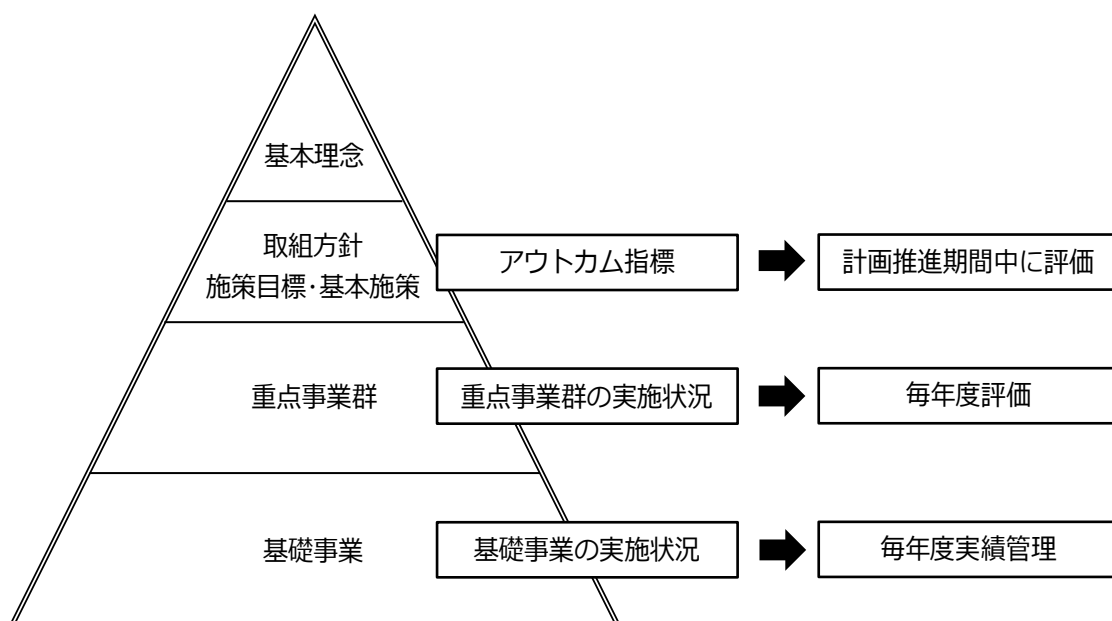 基本理念
取組方針
施策目標・基本施策
アウトカム指標
計画推進期間中に評価
重点事業群
重点事業群の実施状況
毎年度評価
基礎事業
基礎事業の実施状況
毎年度実績管理